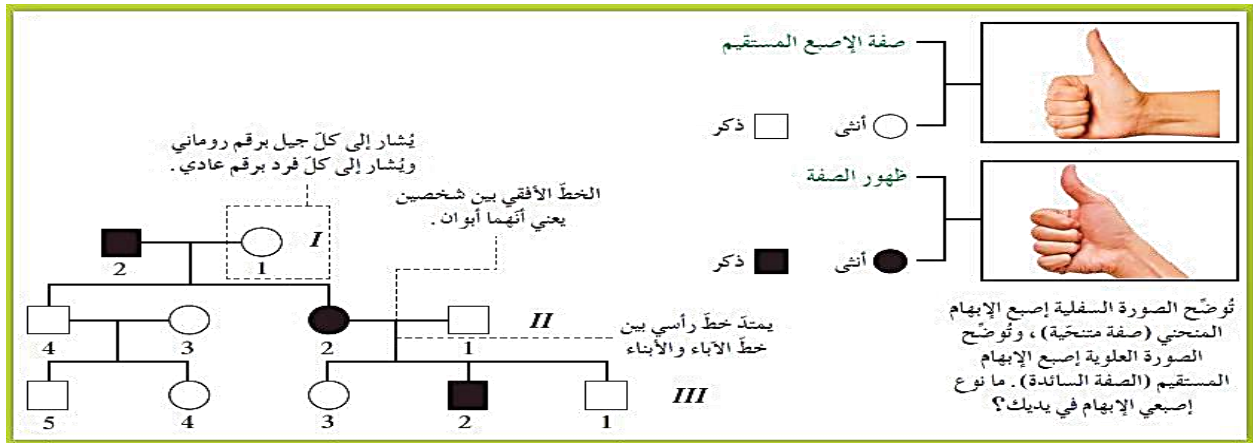 صفة الإصبع المستقيم
أنثى
ذكر
ظهور الصفة
أنثى
ذكر
تُوضّح الصورة السفلية إصبع الإبهام
المنحني (صفة متنحّية)، وتُوضّح
الصورة العلوية إصبع الإبهام
المستقيم (الصفة السائدة). ما نوع
إصبعي الإبهام في يديك؟
يُشار إلى كلّ جيل برقم روماني
ويُشار إلى كلّ فرد برقم عادي.
الخطّ الأفقي بين شخصين
يعني أنّهما أبوان.
I
1
2
يمتدّ خطّ رأسي بين
خطّ الآباء والأبناء
II
1
2
3
4
III
1
2
3
4
5